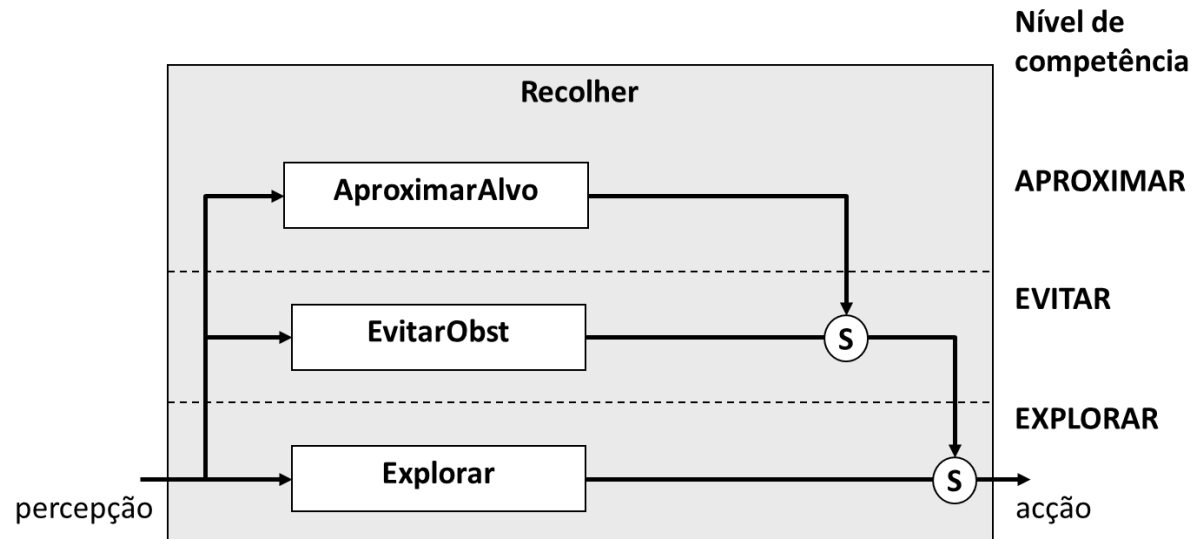 Nível de
competência
Recolher
AproximarAlvo
APROXIMAR
EvitarObst
S
EVITAR
Explorar
S
EXPLORAR
percepção
acção